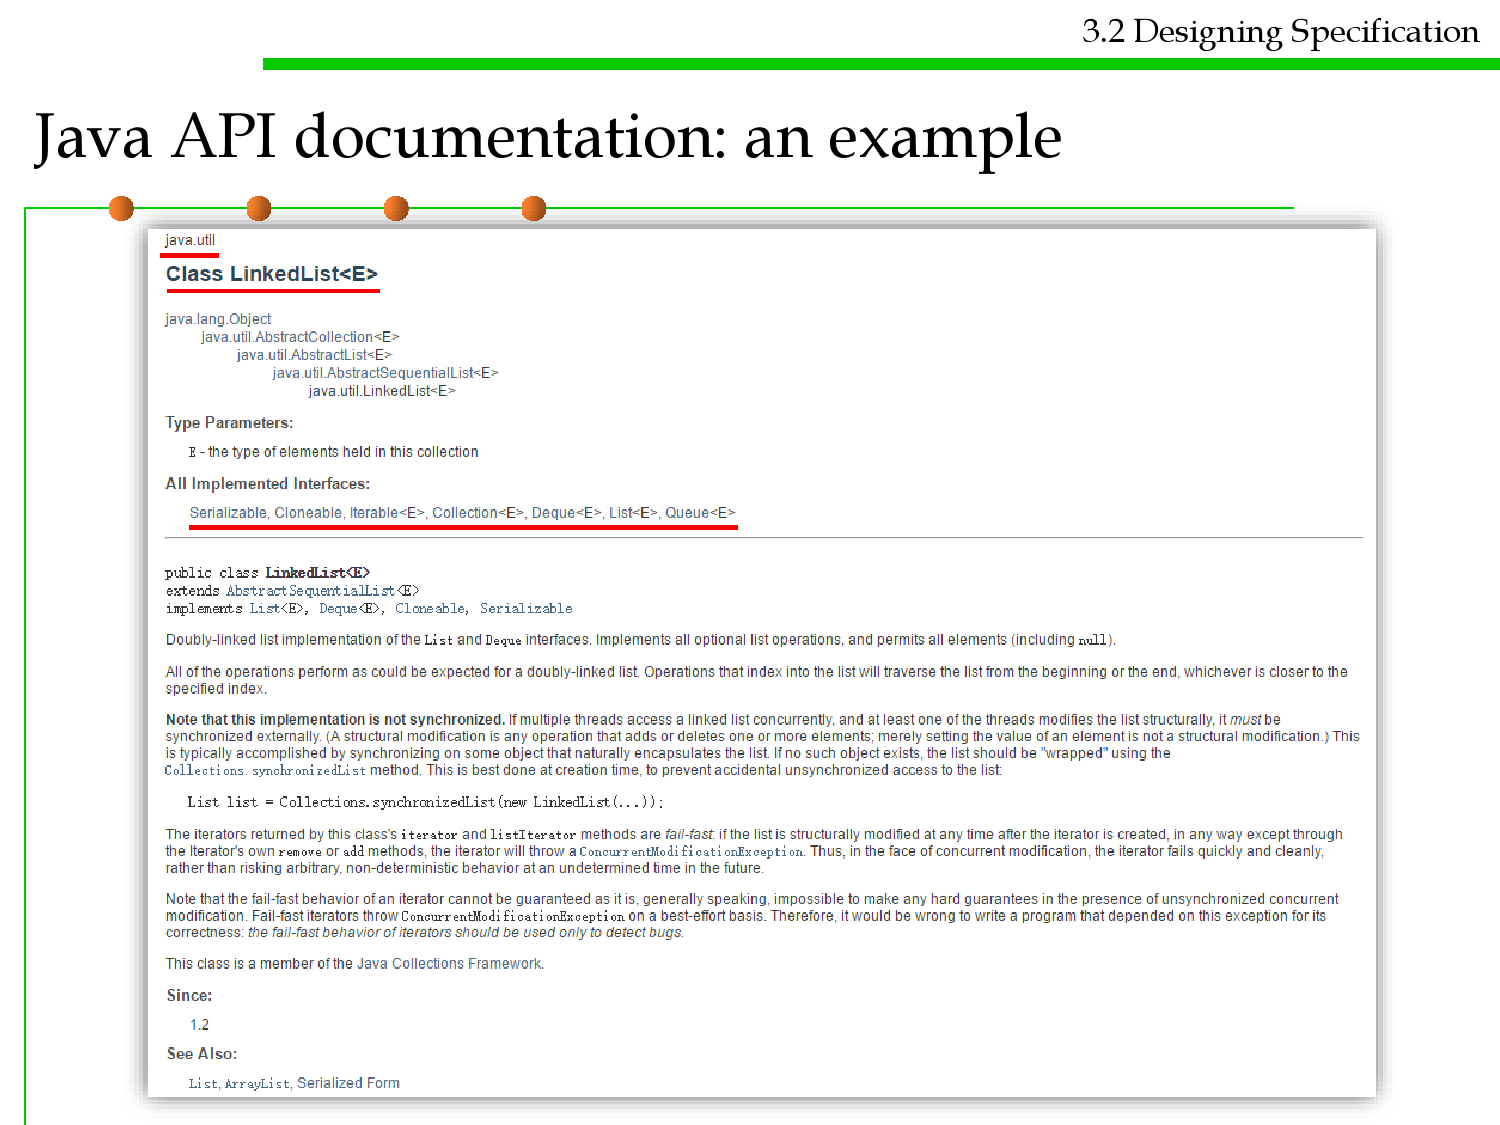 3.2 Designing Specification
Java API documentation: an example
java.util
Class LinkedList<E>
java.lang.Object
java.util.AbstractCollection<E>
java.util.AbstractList<E>
java.util.AbstractSequentialList<E>
java.util.LinkedList<E>
Type Parameters:
E - the type of elements held in this collection
All Implemented Interfaces:
Serializable, Cloneable, Iterable<E>, Collection<E>, Deque<E>, List<E>, Queue<E>
public class LinkedList<E>
extends AbstractSequentialList<E>
implements List<E>, Deque<E>, Cloneable, Serializable
Doubly-linked list implementation of the List and Deque interfaces. Implements all optional list operations, and permits all elements (including null).
All of the operations perform as could be expected for a doubly-linked list. Operations that index into the list will traverse the list from the beginning or the end, whichever is closer to the
specified index.
Note that this implementation is not synchronized. If multiple threads access a linked list concurrently, and at least one of the threads modifies the list structurally, it must be
synchronized externally. (A structural modification is any operation that adds or deletes one or more elements; merely setting the value of an element is not a structural modification.) This
is typically accomplished by synchronizing on some object that naturally encapsulates the list. If no such object exists, the list should be "wrapped" using the
Collections.synchronizedList method. This is best done at creation time, to prevent accidental unsynchronized access to the list:
List list = Collections.synchronizedList(new LinkedList(...));
The iterators returned by this class's iterator and listIterator methods are fail-fast: if the list is structurally modified at any time after the iterator is created, in any way except through
the Iterator's own remove or add methods, the iterator will throw a ConcurrentModificationException. Thus, in the face of concurrent modification, the iterator fails quickly and cleanly,
rather than risking arbitrary, non-deterministic behavior at an undetermined time in the future.
Note that the fail-fast behavior of an iterator cannot be guaranteed as it is, generally speaking, impossible to make any hard guarantees in the presence of unsynchronized concurrent
modification. Fail-fast iterators throw ConcurrentModificationException on a best-effort basis. Therefore, it would be wrong to write a program that depended on this exception for its
correctness: the fail-fast behavior of iterators should be used only to detect bugs.
This class is a member of the Java Collections Framework.
Since:
1.2
See Also:
List, ArrayList, Serialized Form